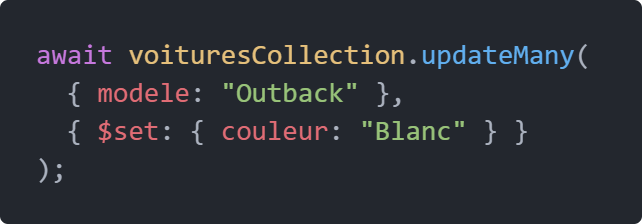 await voituresCollection.updateMany(
  { modele: "Outback" },
  { $set: { couleur: "Blanc" } }
);